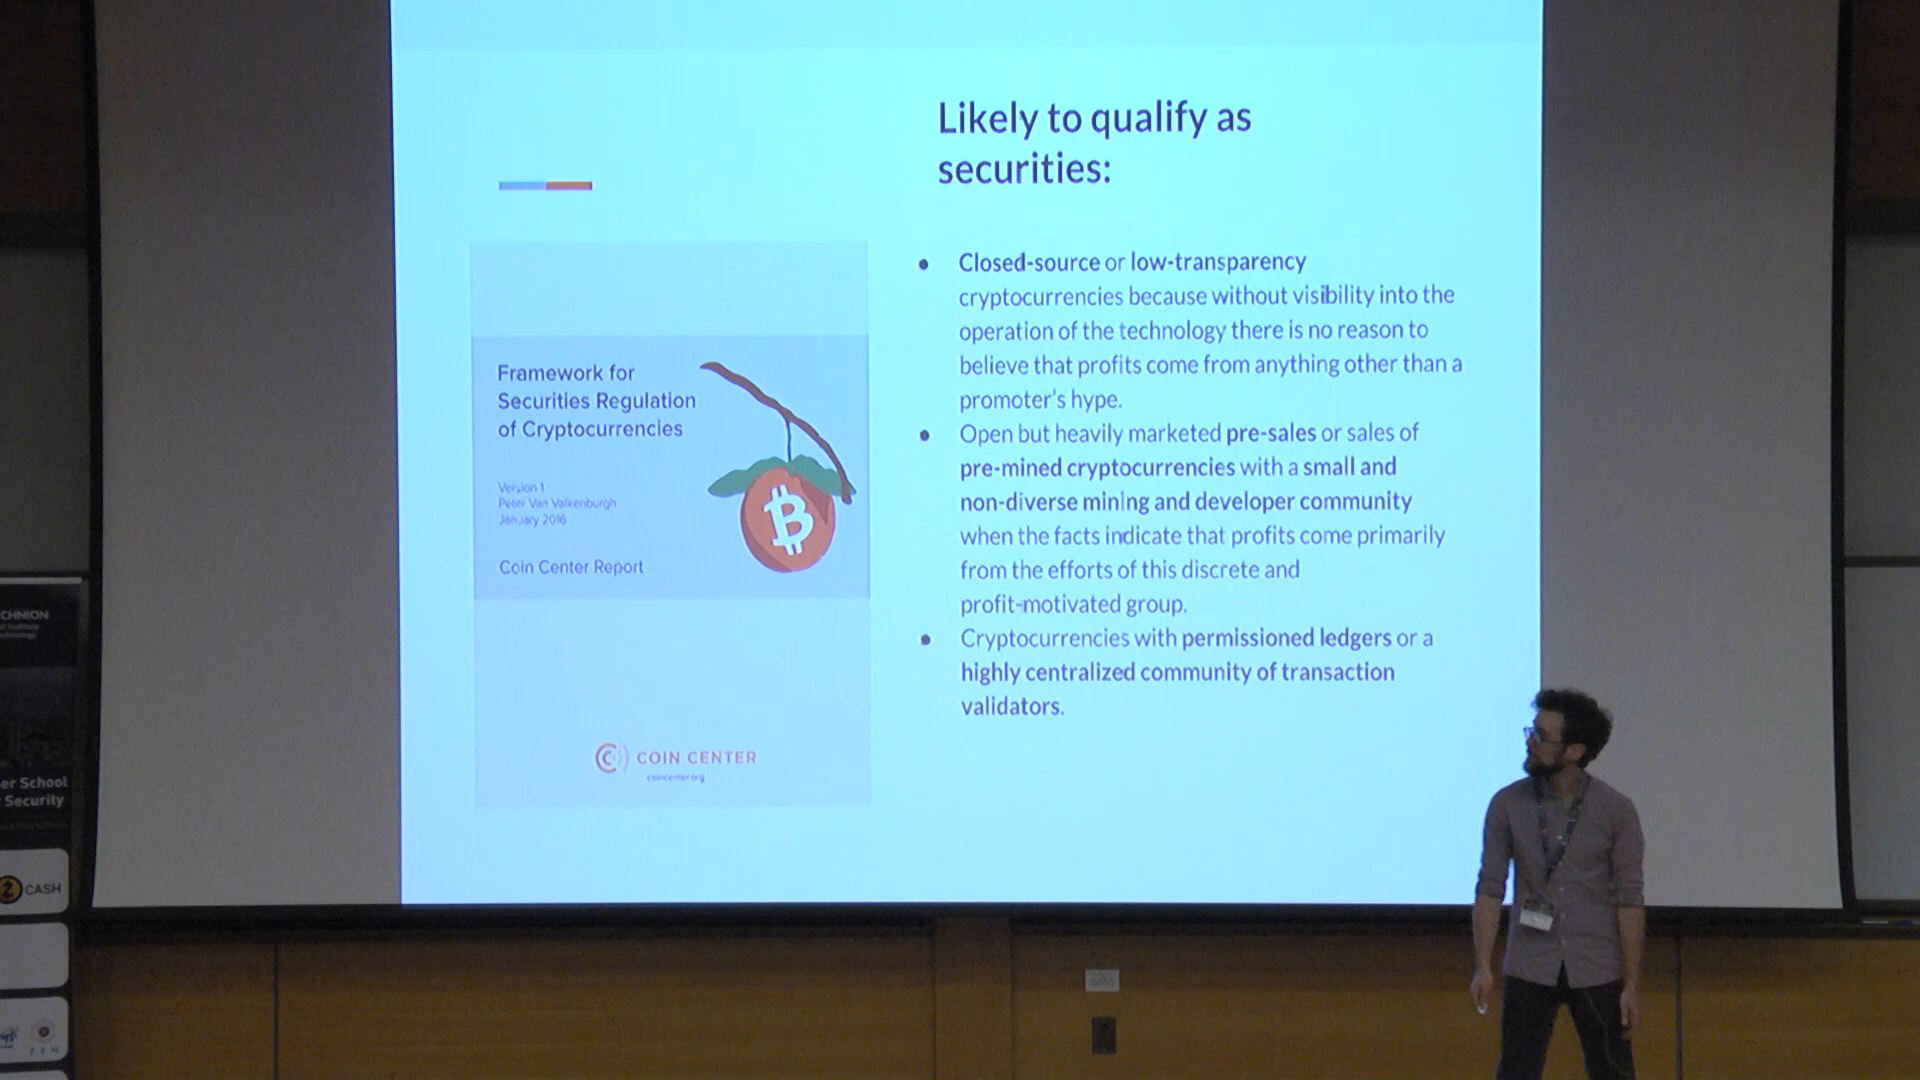 Likely to qualify as
securities:
Framework for
Securities Regulation
of Cryptocurrencies
Version 1
Peter Van Valkenburgh
January 2016
Coin Center Report
COIN CENTER
coincenter.org
● Closed-source or low-transparency
cryptocurrencies because without visibility into the
operation of the technology there is no reason to
believe that profits come from anything other than a
promoter's hype.
● Open but heavily marketed pre-sales or sales of
pre-mined cryptocurrencies with a small and
non-diverse mining and developer community
when the facts indicate that profits come primarily
from the efforts of this discrete and
profit-motivated group.
● Cryptocurrencies with permissioned ledgers or a
highly centralized community of transaction
validators.
CHNION
er School
Security
CASH
ZEN